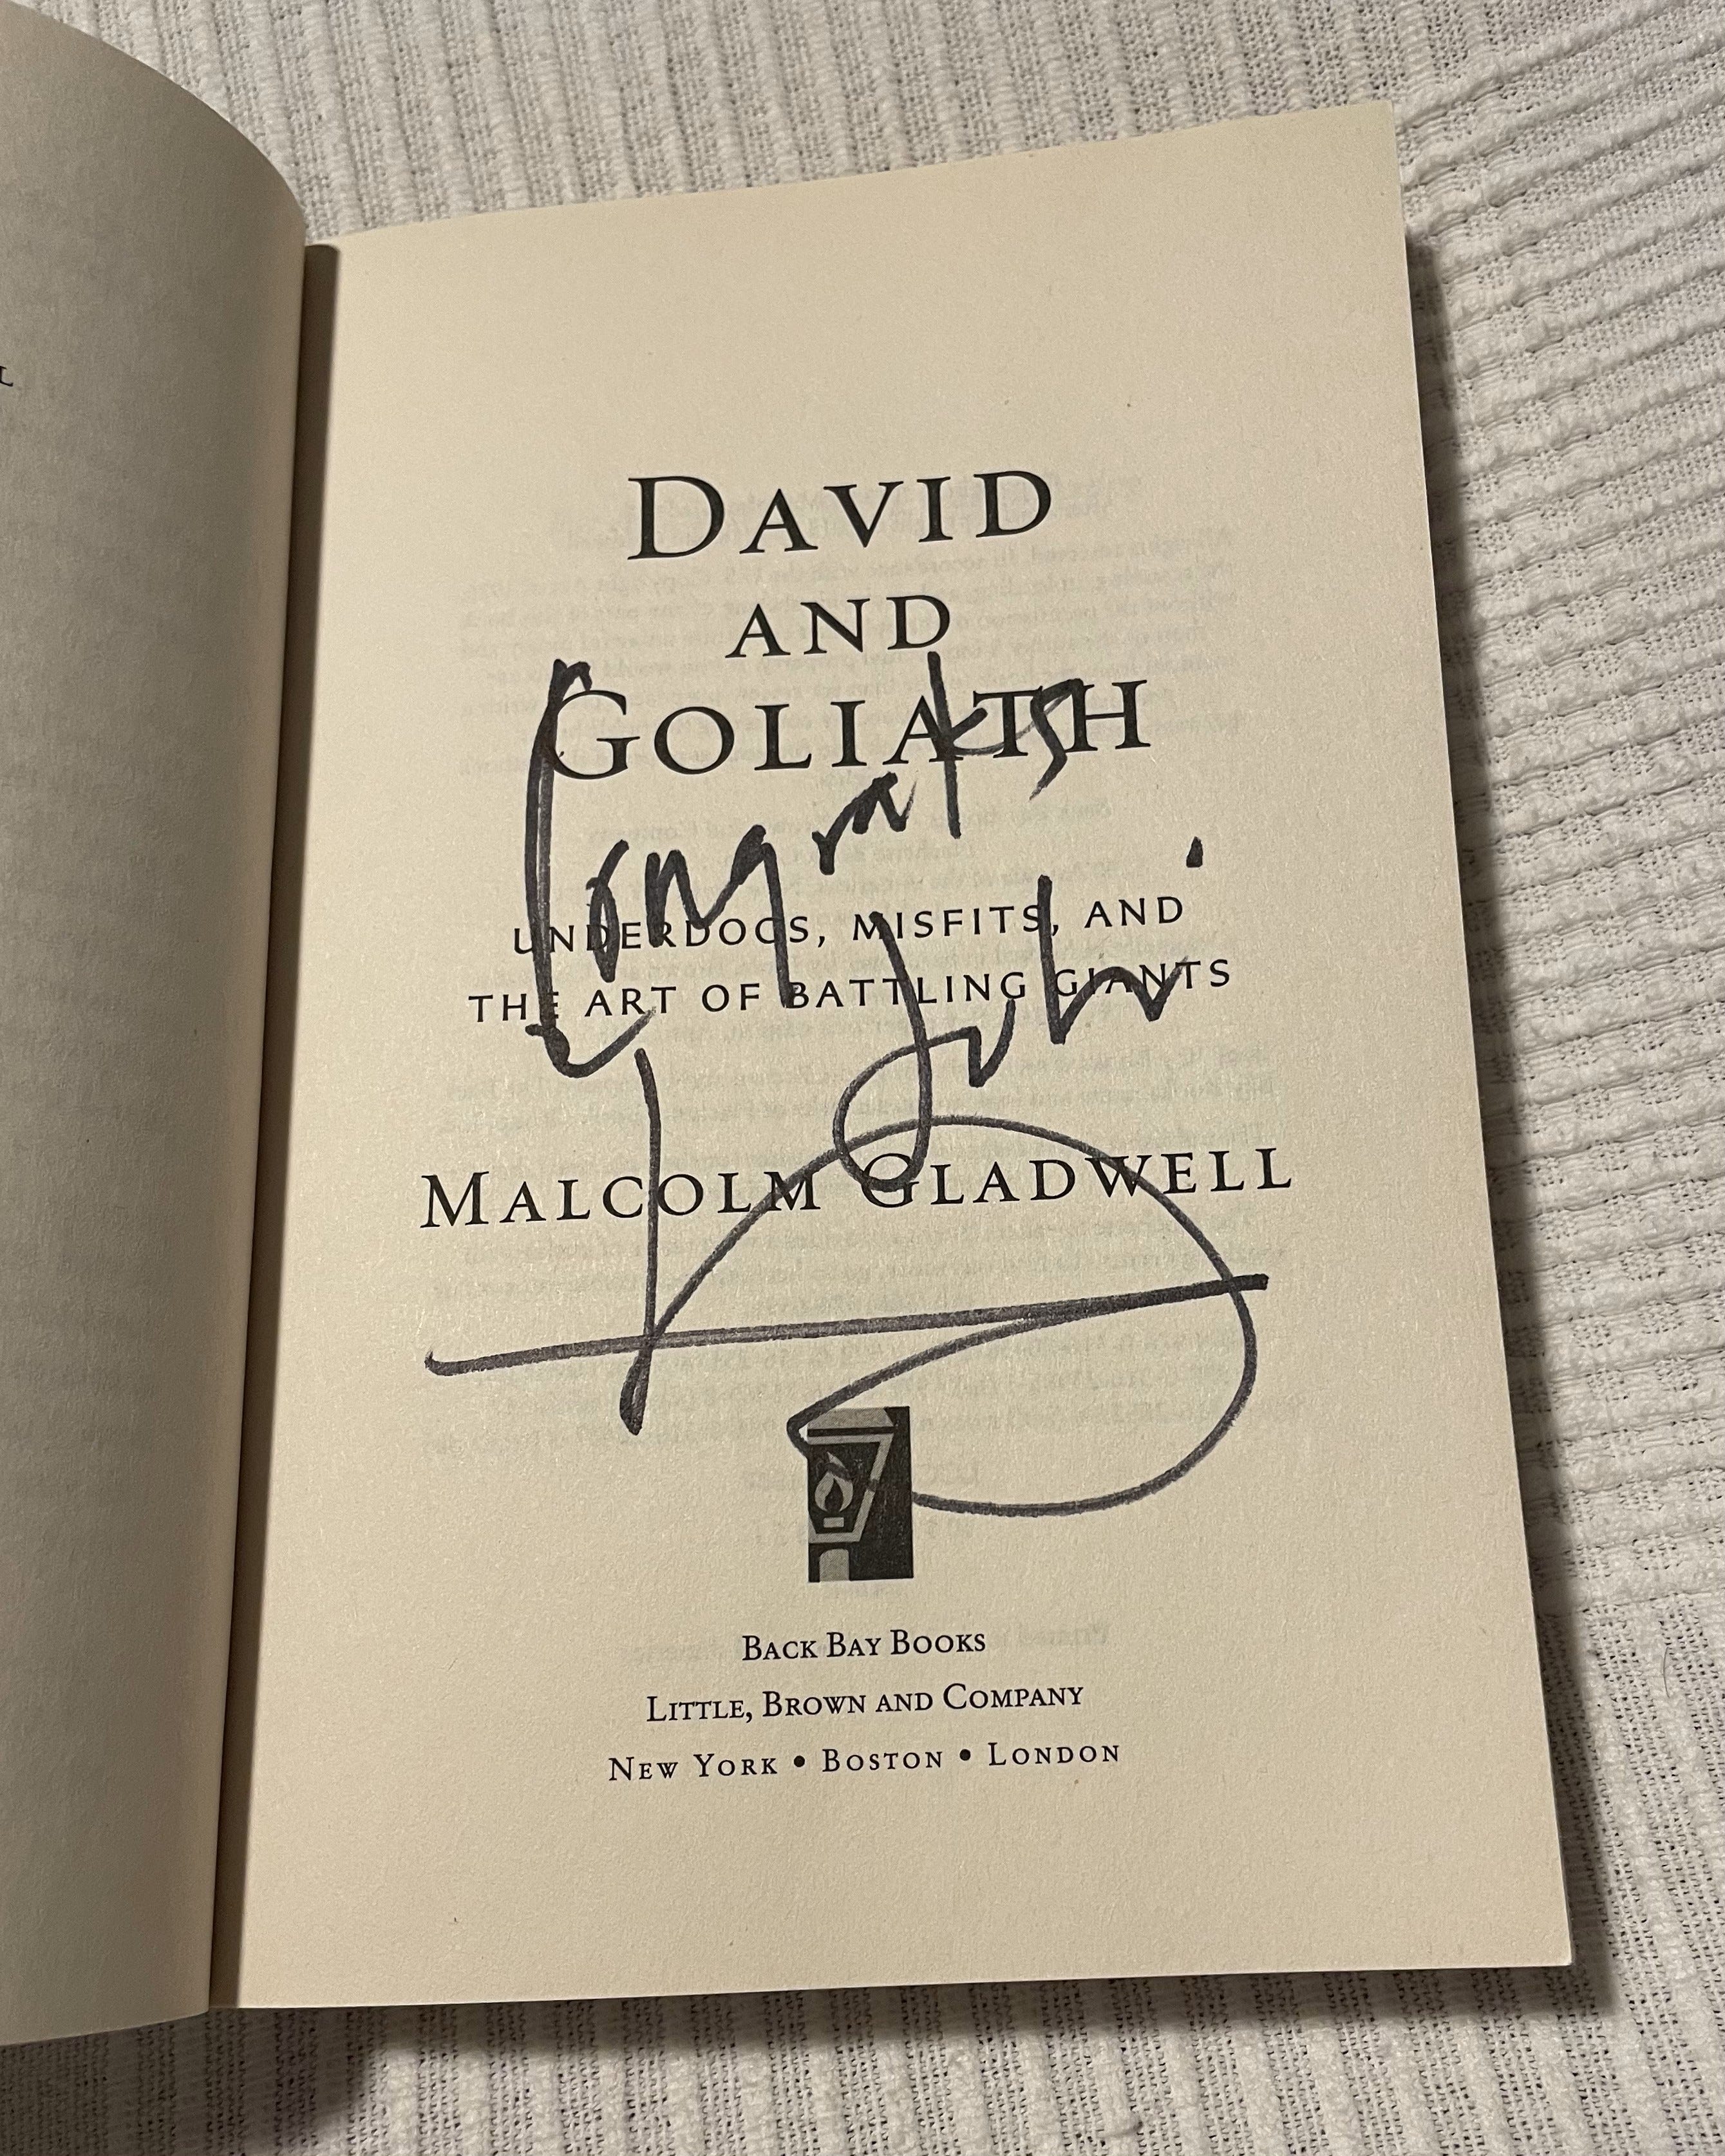 DAVID
AND
GOLIATH
Congrats
UNDERDOGS, MISFITS, AND
THE ART OF BATTLING GIANTS
MALCOLM GLADWELL
BACK BAY BOOKS
LITTLE, BROWN AND COMPANY
NEW YORK • BOSTON • LONDON